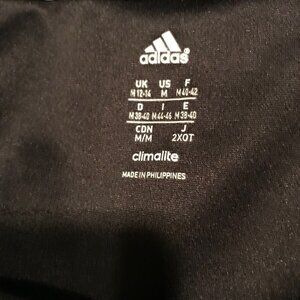 adidas
UK US F
M 12-14 M M 40-42
D I E
M 38-40 M 44-46 M 38-40
CDN J
M/M 2XOT
climalite
MADE IN PHILIPPINES